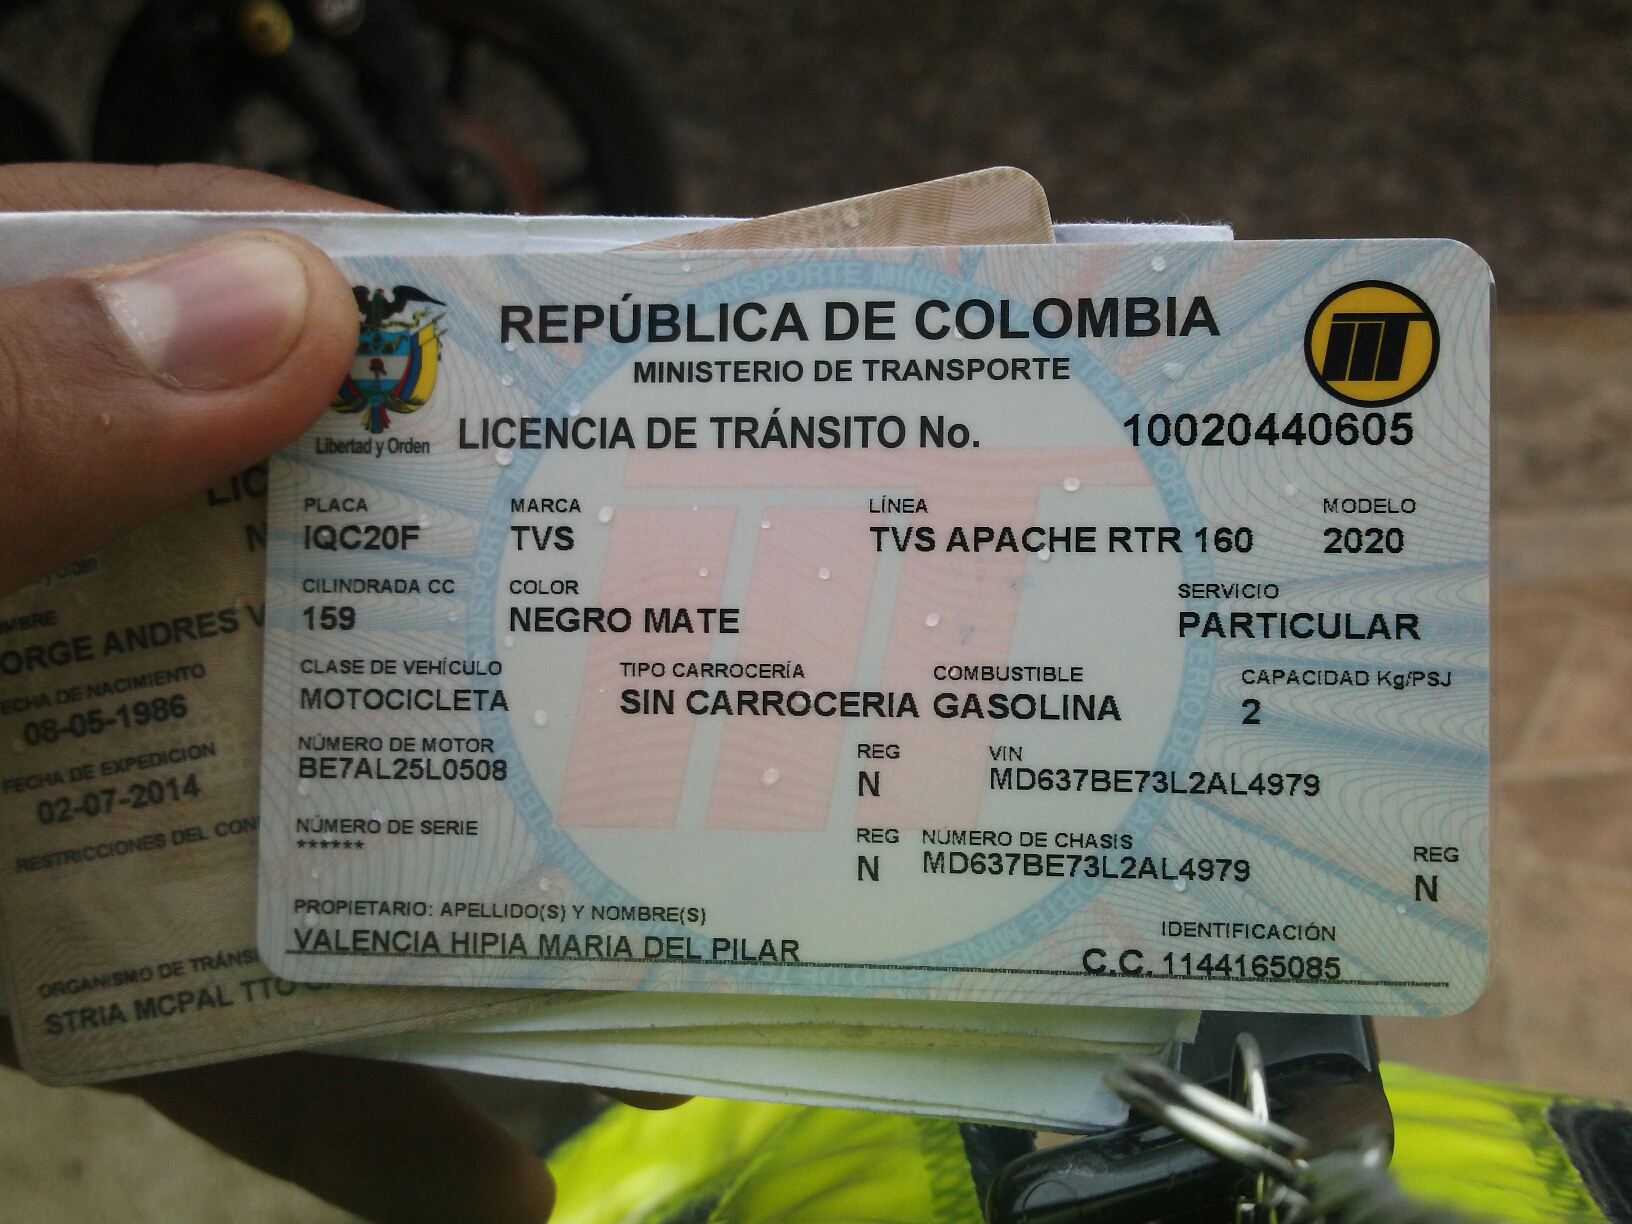 REPÚBLICA DE COLOMBIA
MINISTERIO DE TRANSPORTE
Libertad y Orden
LICENCIA DE TRÁNSITO No. 10020440605
PLACA MARCA LÍNEA MODELO
IQC20F TVS TVS APACHE RTR 160 2020
CILINDRADA CC COLOR SERVICIO
159 NEGRO MATE PARTICULAR
CLASE DE VEHÍCULO TIPO CARROCERÍA COMBUSTIBLE CAPACIDAD Kg/PSJ
MOTOCICLETA SIN CARROCERIA GASOLINA 2
NÚMERO DE MOTOR REG VIN
BE7AL25L0508 N MD637BE73L2AL4979
NÚMERO DE SERIE REG NÚMERO DE CHASIS REG
****** N MD637BE73L2AL4979 N
PROPIETARIO: APELLIDO(S) Y NOMBRE(S) IDENTIFICACIÓN
VALENCIA HIPIA MARIA DEL PILAR C.C. 1144165085
LIC
N
y Orden
OMBRE
ORGE ANDRES V
FECHA DE NACIMIENTO
08-05-1986
FECHA DE EXPEDICION
02-07-2014
RESTRICCIONES DEL CON
ORGANISMO DE TRÁNSI
STRIA MCPAL TTO